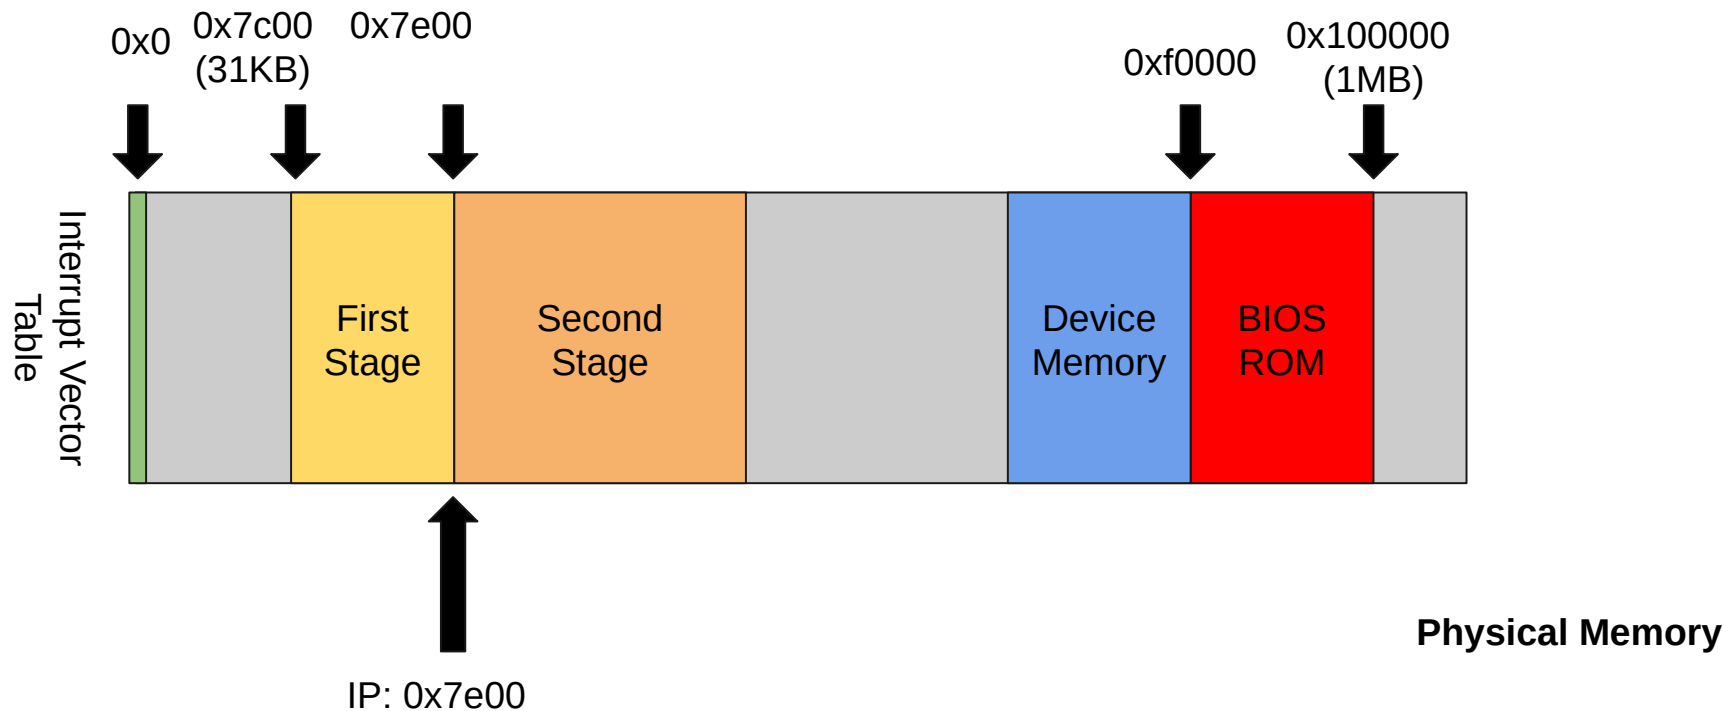 0x0
0x7c00
(31KB)
0x7e00
0xf0000
0x100000
(1MB)
Interrupt Vector
Table
First
Stage
Second
Stage
Device
Memory
BIOS
ROM
IP: 0x7e00
Physical Memory